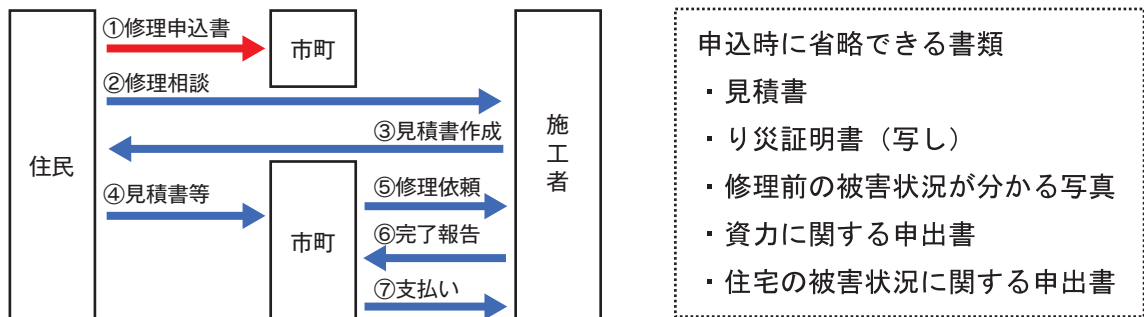 ①修理申込書
市町
②修理相談
③見積書作成
住民
施工者
④見積書等
市町
⑤修理依頼
⑥完了報告
⑦支払い
申込時に省略できる書類
・見積書
・り災証明書（写し）
・修理前の被害状況が分かる写真
・資力に関する申出書
・住宅の被害状況に関する申出書